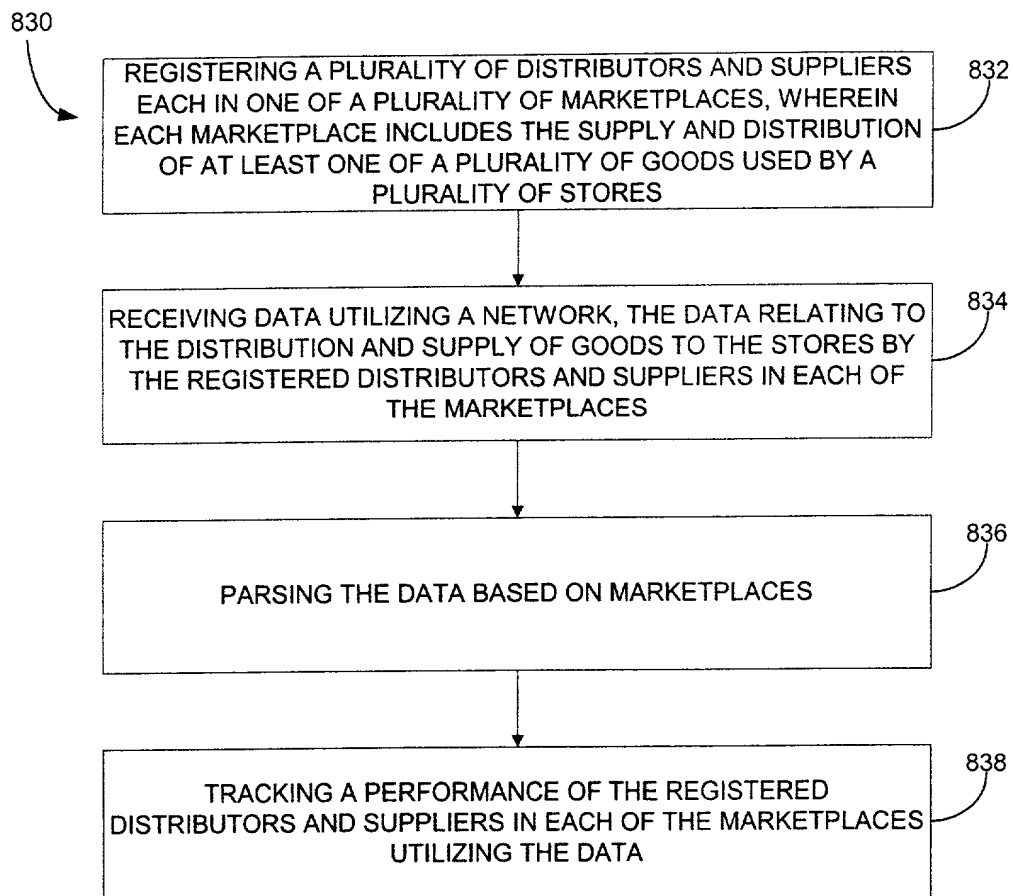 830
REGISTERING A PLURALITY OF DISTRIBUTORS AND SUPPLIERS
EACH IN ONE OF A PLURALITY OF MARKETPLACES, WHEREIN
EACH MARKETPLACE INCLUDES THE SUPPLY AND DISTRIBUTION
OF AT LEAST ONE OF A PLURALITY OF GOODS USED BY A
PLURALITY OF STORES
832
RECEIVING DATA UTILIZING A NETWORK, THE DATA RELATING TO
THE DISTRIBUTION AND SUPPLY OF GOODS TO THE STORES BY
THE REGISTERED DISTRIBUTORS AND SUPPLIERS IN EACH OF
THE MARKETPLACES
834
PARSING THE DATA BASED ON MARKETPLACES
836
TRACKING A PERFORMANCE OF THE REGISTERED
DISTRIBUTORS AND SUPPLIERS IN EACH OF THE MARKETPLACES
UTILIZING THE DATA
838